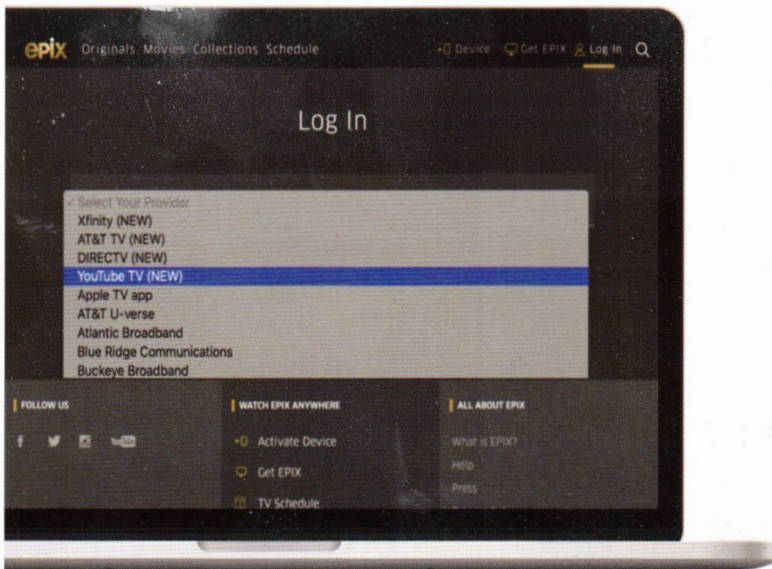 epix Originals Movies Collections Schedule Device Get EPIX Log In
Log In
✓ Select Your Provider
Xfinity (NEW)
AT&T TV (NEW)
DIRECTV (NEW)
YouTube TV (NEW)
Apple TV app
AT&T U-verse
Atlantic Broadband
Blue Ridge Communications
Buckeye Broadband
FOLLOW US
YouTube
WATCH EPIX ANYWHERE
Activate Device
Get EPIX
TV Schedule
ALL ABOUT EPIX
What is EPIX?
Help
Press